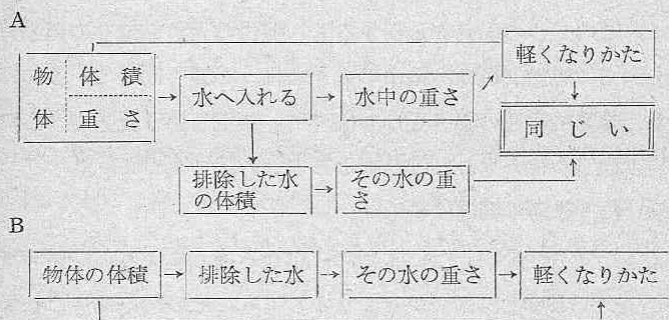 A
物体
体積
重さ
水へ入れる
水中の重さ
軽くなりかた
同じい
排除した水
の体積
その水の重
さ
B
物体の体積
排除した水
その水の重さ
軽くなりかた